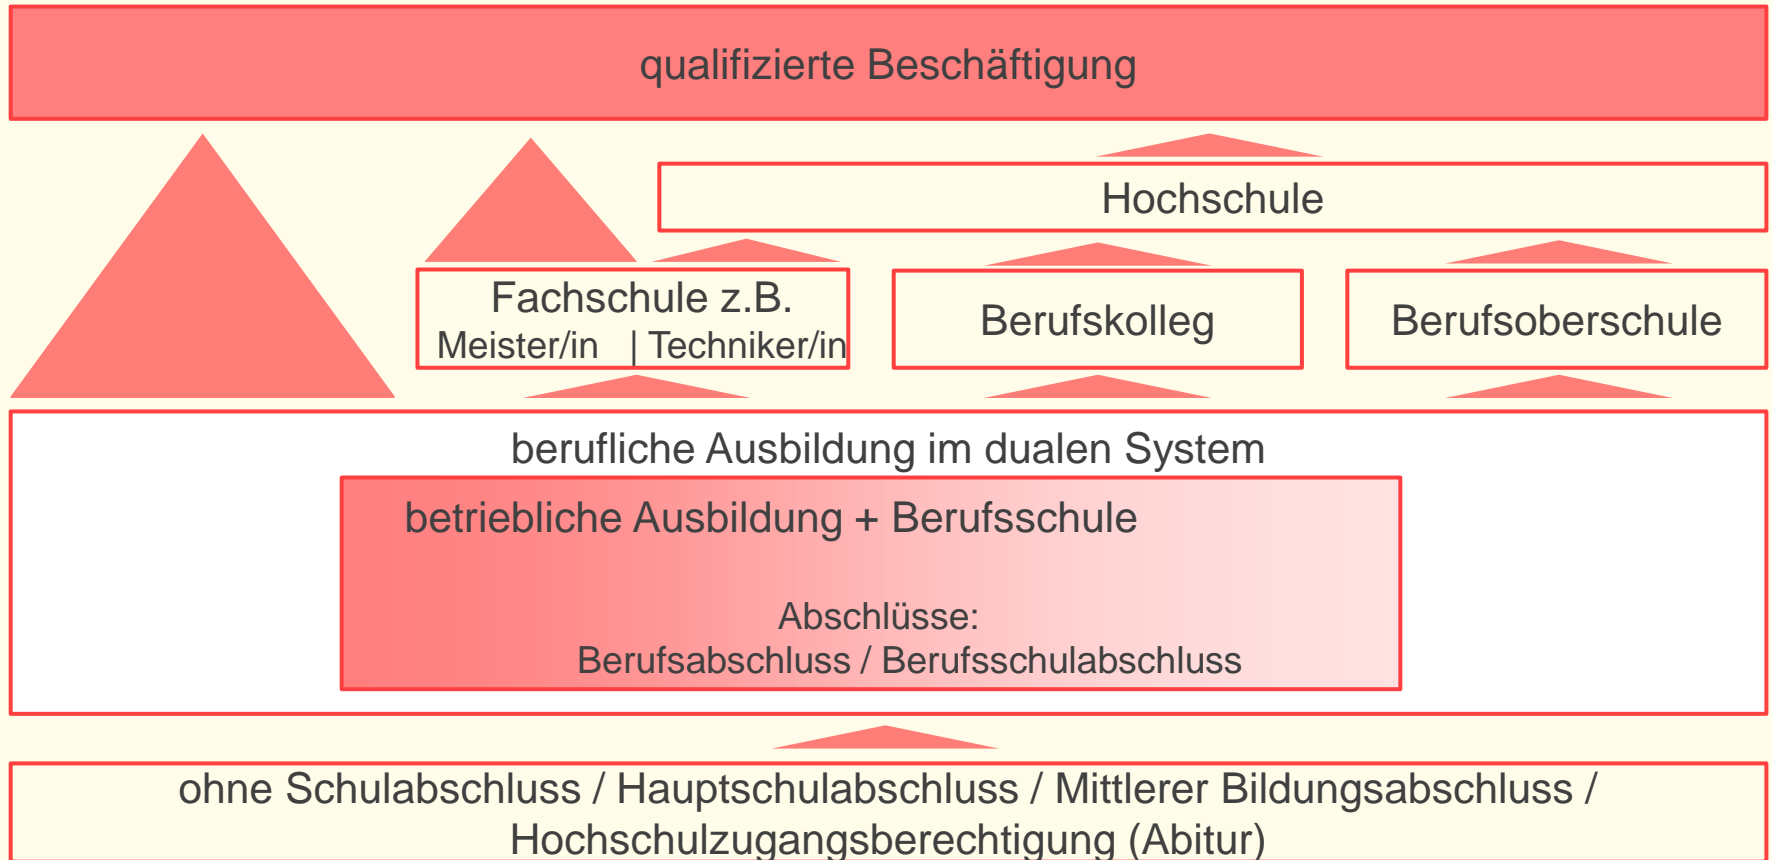 qualifizierte Beschäftigung
Hochschule
Fachschule z.B.
Meister/in | Techniker/in
Berufskolleg
Berufsoberschule
berufliche Ausbildung im dualen System
betriebliche Ausbildung + Berufsschule
Abschlüsse:
Berufsabschluss / Berufsschulabschluss
ohne Schulabschluss / Hauptschulabschluss / Mittlerer Bildungsabschluss /
Hochschulzugangsberechtigung (Abitur)